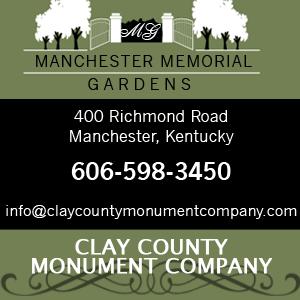 MG
MANCHESTER MEMORIAL
GARDENS
400 Richmond Road
Manchester, Kentucky
606-598-3450
info@claycountymonumentcompany.com
CLAY COUNTY
MONUMENT COMPANY